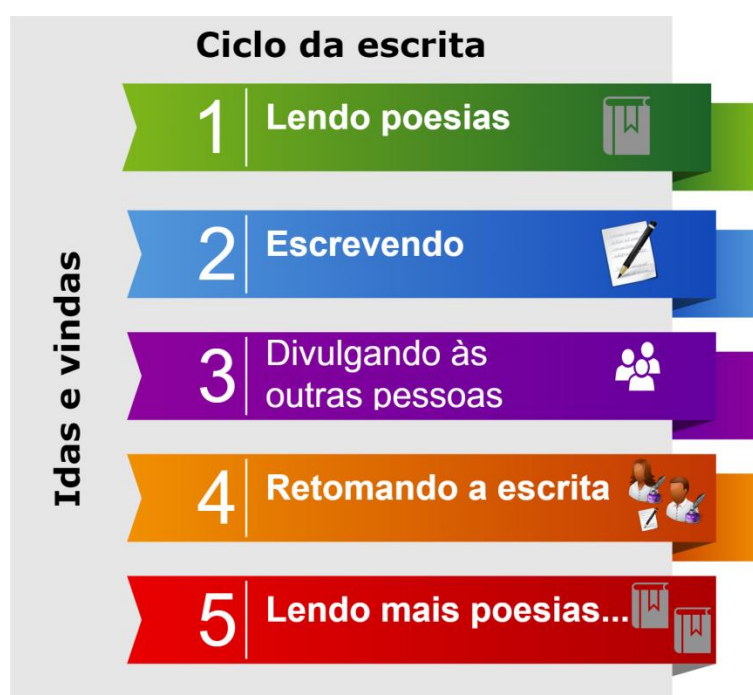 Ciclo da escrita
Idas e vindas
1 Lendo poesias
2 Escrevendo
3 Divulgando às
outras pessoas
4 Retomando a escrita
5 Lendo mais poesias...